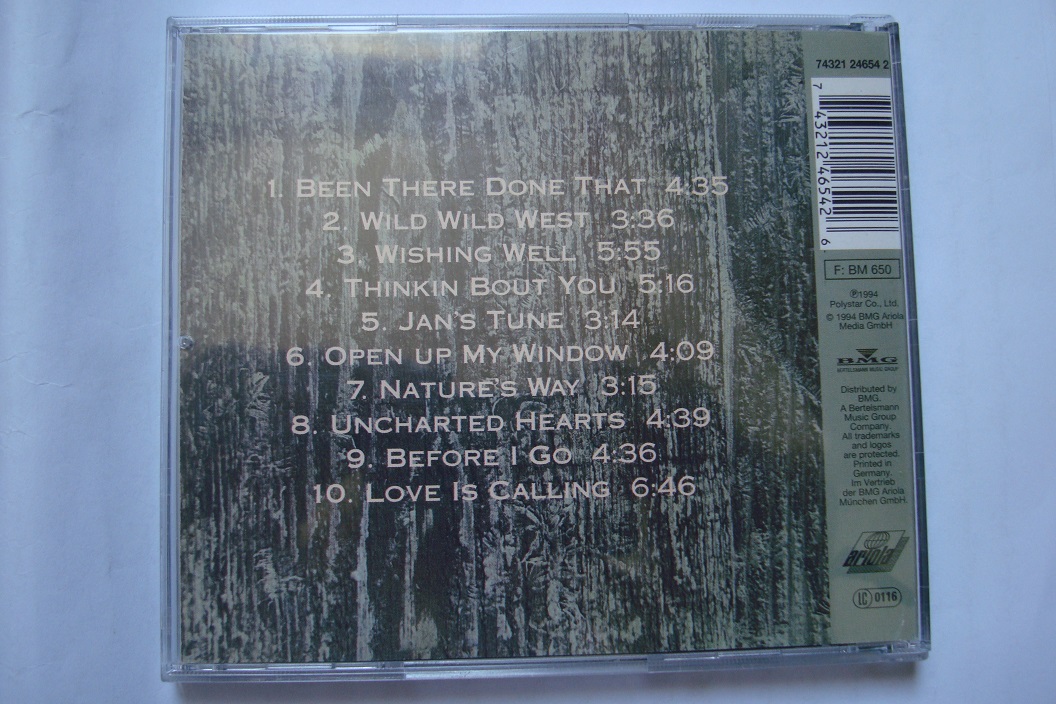 1. BEEN THERE DONE THAT 4:35
2. WILD WILD WEST 3:36
3. WISHING WELL 5:55
4. THINKIN BOUT YOU 5:16
5. JAN'S TUNE 3:14
6. OPEN UP MY WINDOW 4:09
7. NATURE'S WAY 3:15
8. UNCHARTED HEARTS 4:39
9. BEFORE I GO 4:36
10. LOVE IS CALLING 6:46
74321 24654 2
7 43212 46542 6
F: BM 650
℗1994
Polystar Co., Ltd.
© 1994 BMG Ariola
Media GmbH
BMG
BERTELSMANN MUSIC GROUP
Distributed by
BMG.
A Bertelsmann
Music Group
Company.
All trademarks
and logos
are protected.
Printed in
Germany.
Im Vertrieb
der BMG Ariola
München GmbH.
ariola
LC 0116